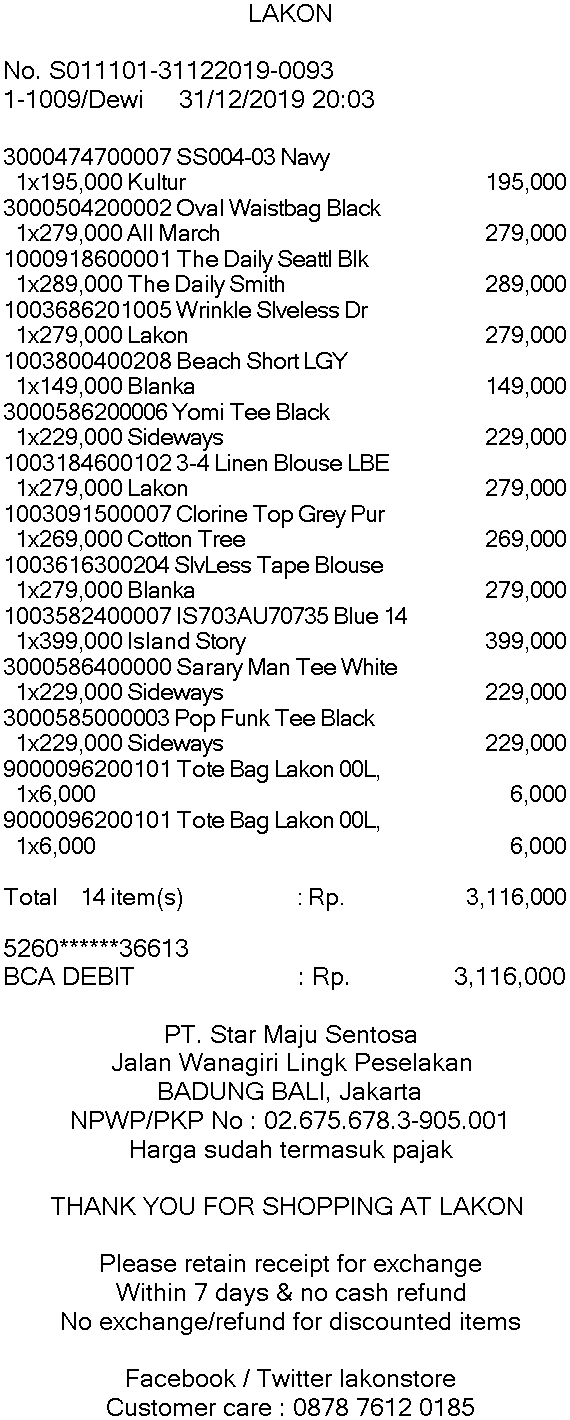 LAKON
No. S011101-31122019-0093
1-1009/Dewi 31/12/2019 20:03
3000474700007 SS004-03 Navy
1x195,000 Kultur 195,000
3000504200002 Oval Waistbag Black
1x279,000 All March 279,000
1000918600001 The Daily Seattl Blk
1x289,000 The Daily Smith 289,000
1003686201005 Wrinkle Slveless Dr
1x279,000 Lakon 279,000
1003800400208 Beach Short LGY
1x149,000 Blanka 149,000
3000586200006 Yomi Tee Black
1x229,000 Sideways 229,000
1003184600102 3-4 Linen Blouse LBE
1x279,000 Lakon 279,000
1003091500007 Clorine Top Grey Pur
1x269,000 Cotton Tree 269,000
1003616300204 SlvLess Tape Blouse
1x279,000 Blanka 279,000
1003582400007 IS703AU70735 Blue 14
1x399,000 Island Story 399,000
3000586400000 Sarary Man Tee White
1x229,000 Sideways 229,000
3000585000003 Pop Funk Tee Black
1x229,000 Sideways 229,000
9000096200101 Tote Bag Lakon 00L,
1x6,000 6,000
9000096200101 Tote Bag Lakon 00L,
1x6,000 6,000
Total 14 item(s) : Rp. 3,116,000
5260******36613
BCA DEBIT : Rp. 3,116,000
PT. Star Maju Sentosa
Jalan Wanagiri Lingk Peselakan
BADUNG BALI, Jakarta
NPWP/PKP No : 02.675.678.3-905.001
Harga sudah termasuk pajak
THANK YOU FOR SHOPPING AT LAKON
Please retain receipt for exchange
Within 7 days & no cash refund
No exchange/refund for discounted items
Facebook / Twitter lakonstore
Customer care : 0878 7612 0185